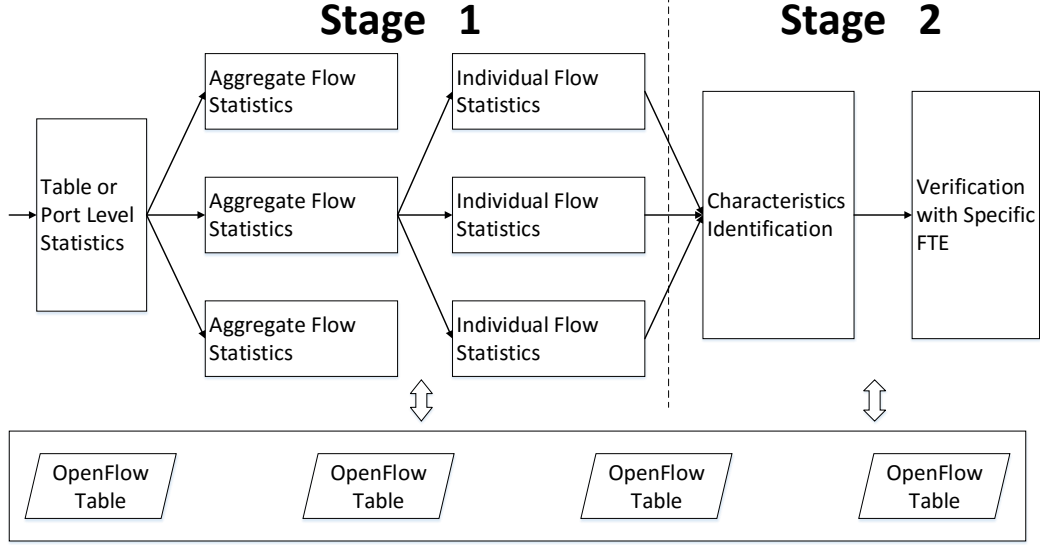 Stage 1
Stage 2
Table or
Port Level
Statistics
Aggregate Flow
Statistics
Aggregate Flow
Statistics
Aggregate Flow
Statistics
Individual Flow
Statistics
Individual Flow
Statistics
Individual Flow
Statistics
Characteristics
Identification
Verification
with Specific
FTE
OpenFlow
Table
OpenFlow
Table
OpenFlow
Table
OpenFlow
Table